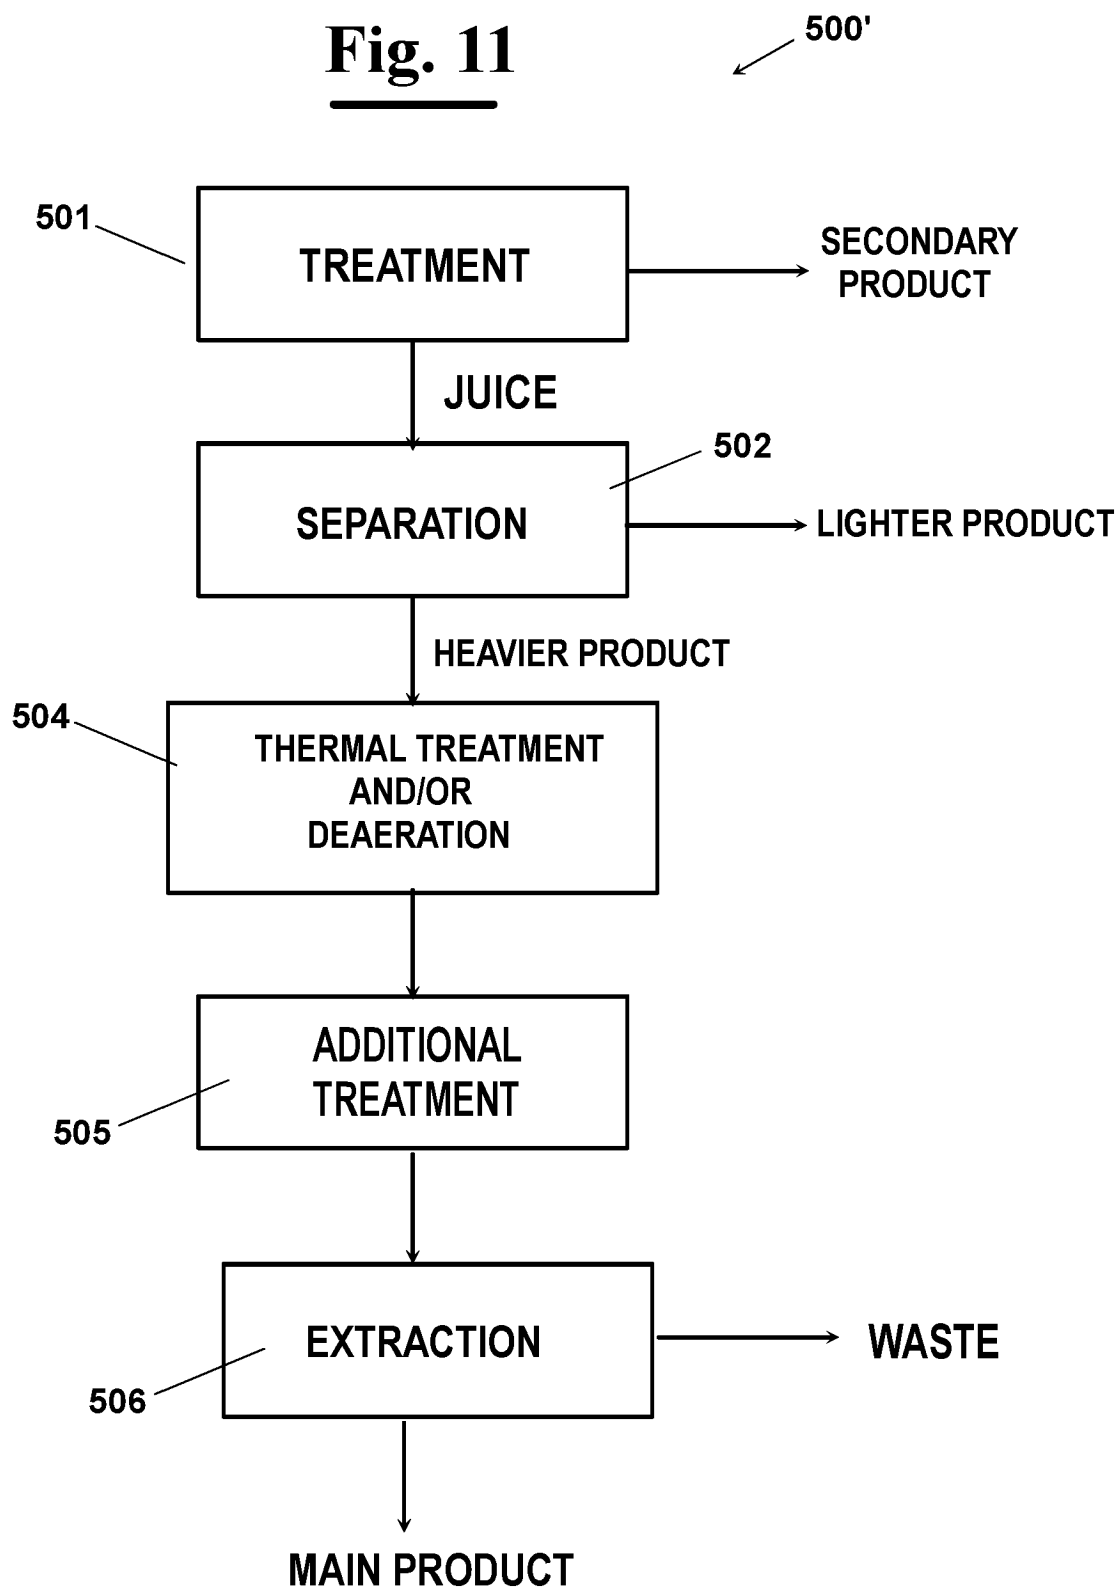 Fig. 11
500'
501
TREATMENT
SECONDARY
PRODUCT
JUICE
502
SEPARATION
LIGHTER PRODUCT
HEAVIER PRODUCT
504
THERMAL TREATMENT
AND/OR
DEAERATION
ADDITIONAL
TREATMENT
505
EXTRACTION
WASTE
506
MAIN PRODUCT